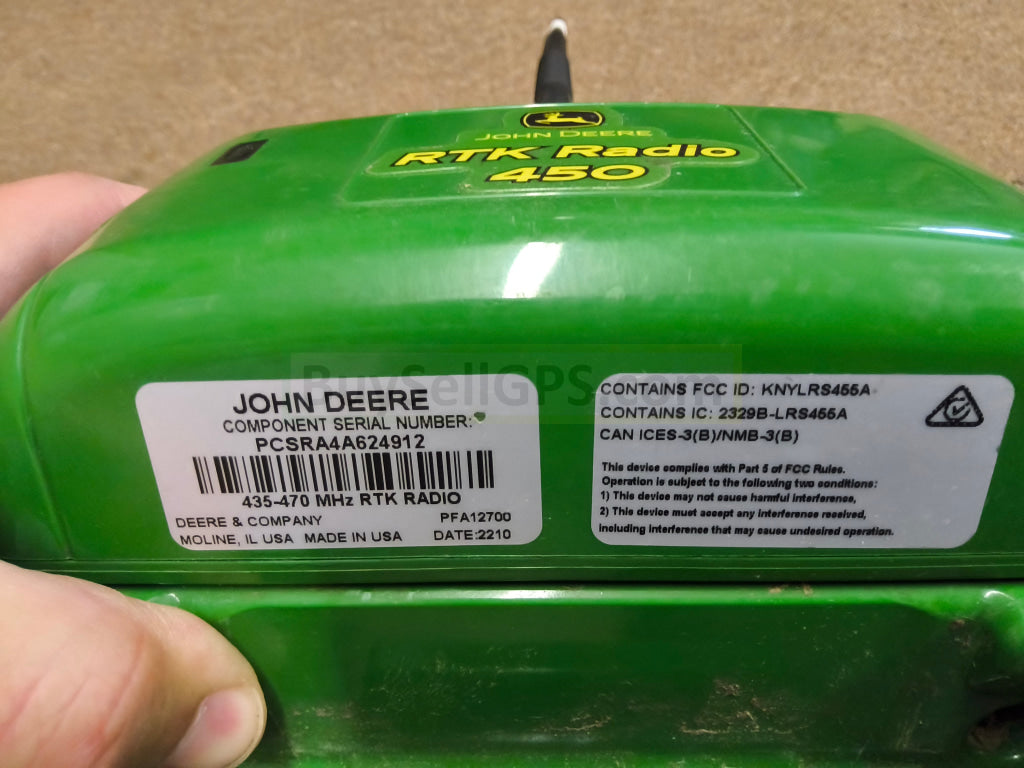 JOHN DEERE
RTK Radio
450
BuySellGPS.com
JOHN DEERE
COMPONENT SERIAL NUMBER:
PCSRA4A624912
435-470 MHz RTK RADIO
DEERE & COMPANY PFA12700
MOLINE, IL USA MADE IN USA DATE:2210
CONTAINS FCC ID: KNYLRS455A
CONTAINS IC: 2329B-LRS455A
CAN ICES-3(B)/NMB-3(B)
This device complies with Part 5 of FCC Rules.
Operation is subject to the following two conditions:
1) This device may not cause harmful interference,
2) This device must accept any interference received,
including interference that may cause undesired operation.